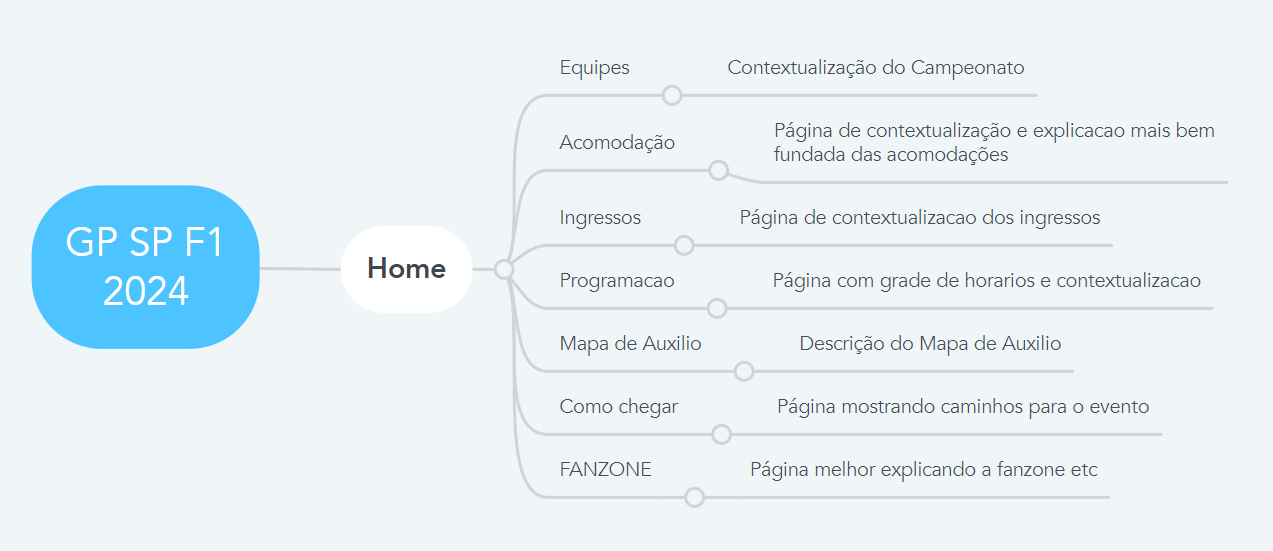 GP SP F1
2024
Home
Equipes
Contextualização do Campeonato
Acomodação
Página de contextualização e explicacao mais bem
fundada das acomodações
Ingressos
Página de contextualizacao dos ingressos
Programacao
Página com grade de horarios e contextualizacao
Mapa de Auxilio
Descrição do Mapa de Auxilio
Como chegar
Página mostrando caminhos para o evento
FANZONE
Página melhor explicando a fanzone etc